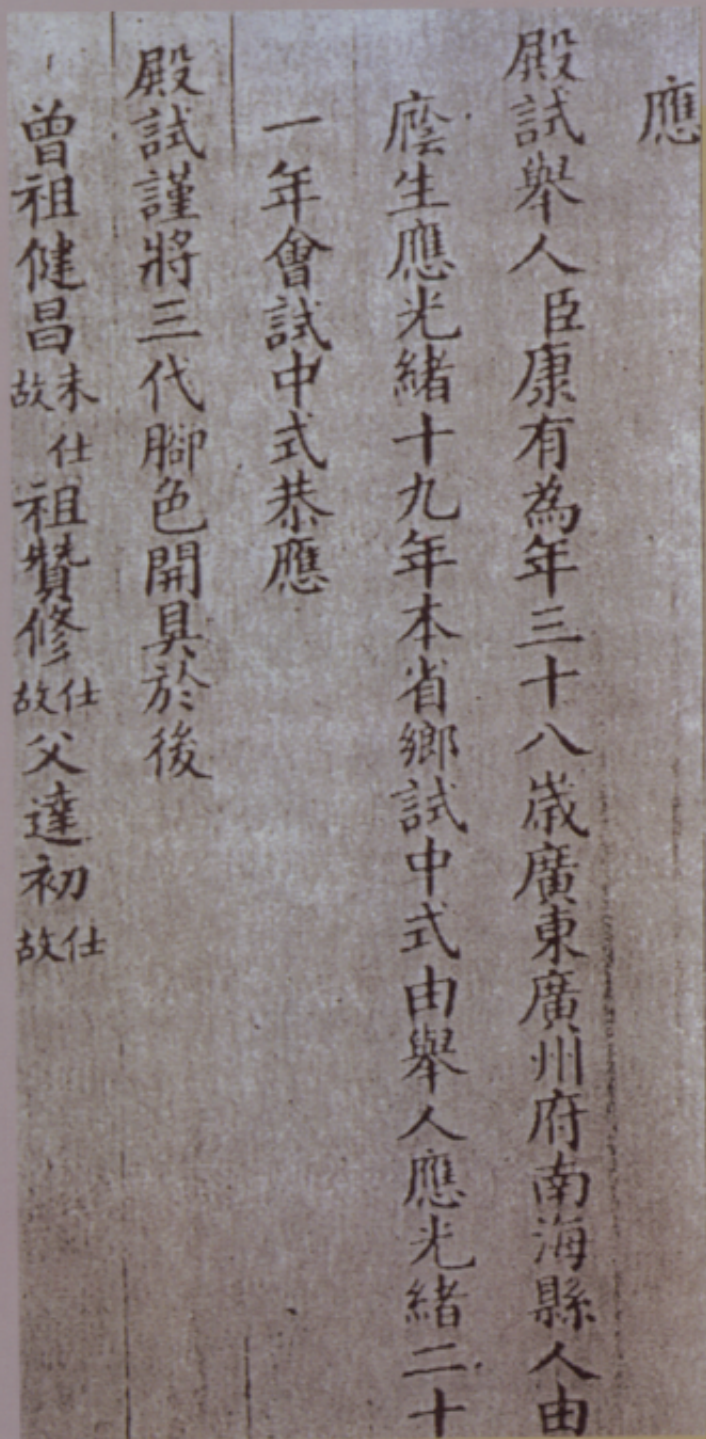 應
殿試舉人臣康有為年三十八歲廣東廣州府南海縣人由
廕生應光緒十九年本省鄉試中式由舉人應光緒二十
一年會試中式恭應
殿試謹將三代腳色開具於後
曾祖健昌未仕故祖贊修仕故父達初仕故